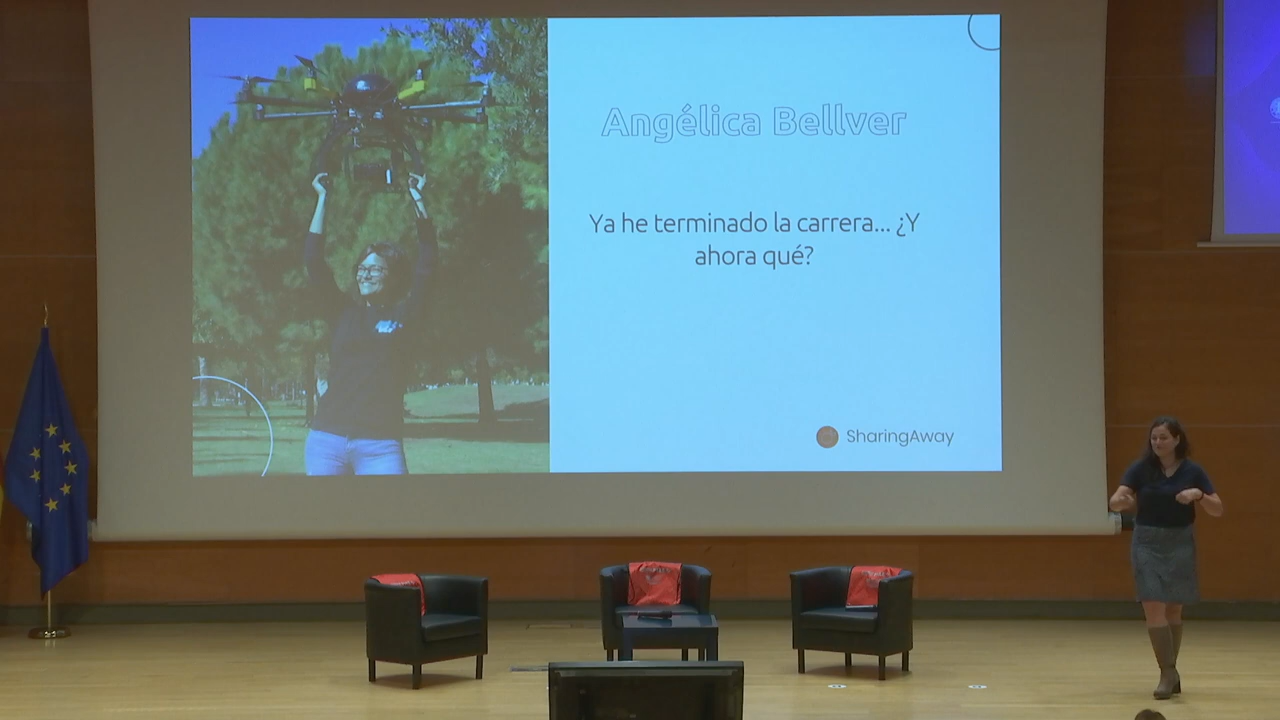 Angélica Bellver
Ya he terminado la carrera... ¿Y
ahora qué?
SharingAway